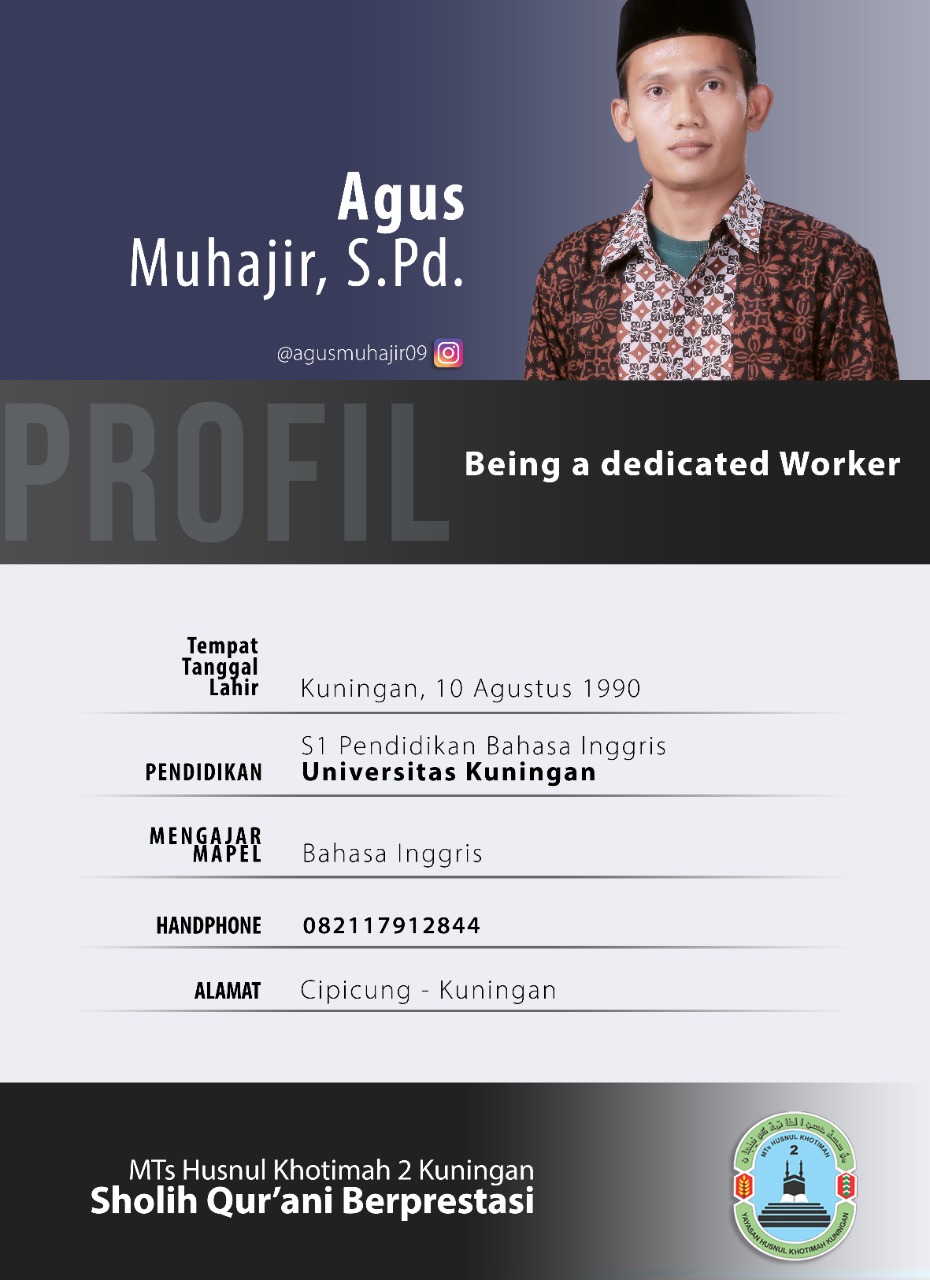 Agus
Muhajir, S.Pd.
@agusmuhajir09
PROFIL
Being a dedicated Worker
Tempat
Tanggal
Lahir
Kuningan, 10 Agustus 1990
PENDIDIKAN
S1 Pendidikan Bahasa Inggris
Universitas Kuningan
MENGAJAR
MAPEL
Bahasa Inggris
HANDPHONE
082117912844
ALAMAT
Cipicung - Kuningan
MTs Husnul Khotimah 2 Kuningan
Sholih Qur’ani Berprestasi
MTs HUSNUL KHOTIMAH
2
YAYASAN HUSNUL KHOTIMAH KUNINGAN